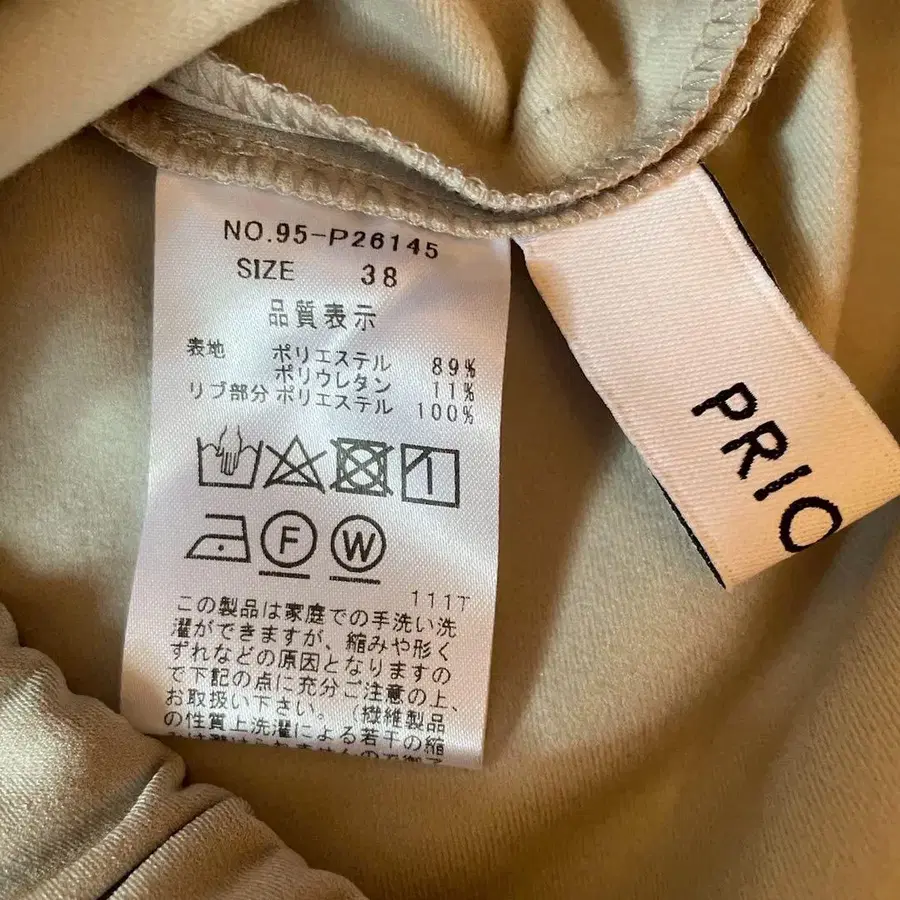 NO.95-P26145
SIZE 38
品質表示
表地 ポリエステル 89%
ポリウレタン 11%
リブ部分 ポリエステル 100%
F W
111T
この製品は家庭での手洗い洗
濯ができますが、縮みや形く
ずれなどの原因となりますの
で下記の点に充分ご注意の上、
お取扱い下さい。(繊維製品
の性質上洗濯による若干の縮
PRIO